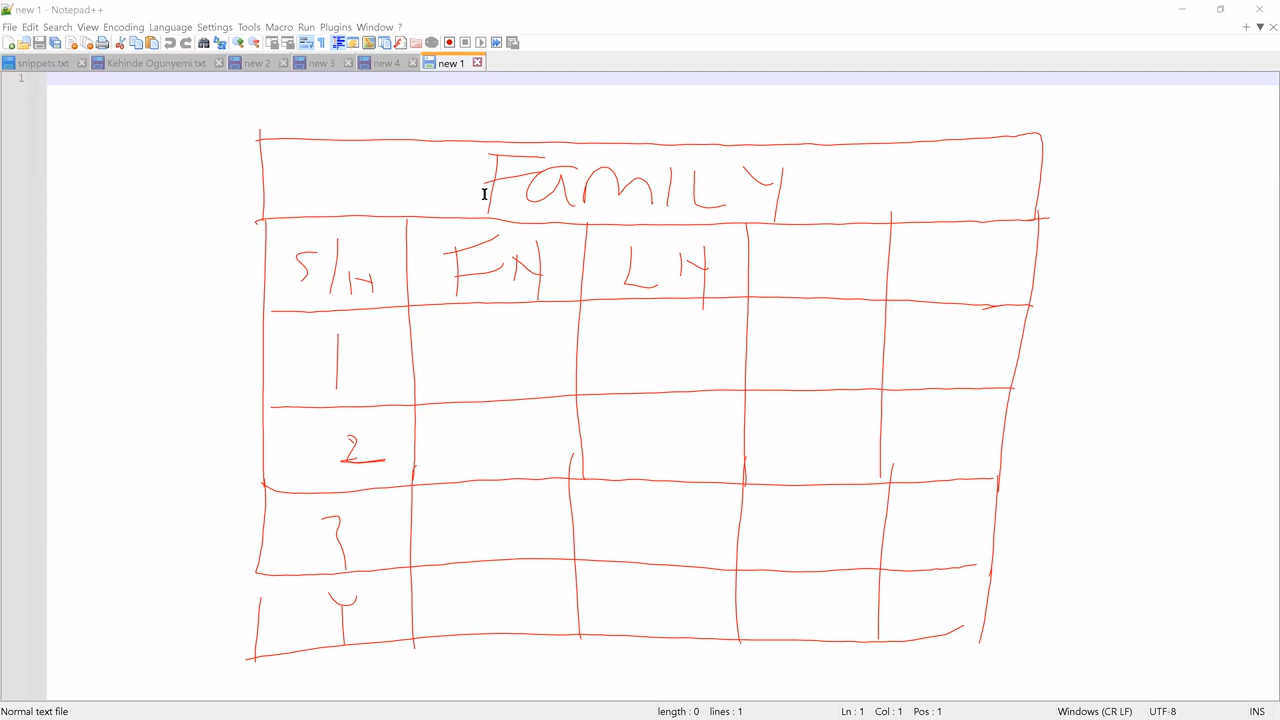 new 1 - Notepad++
File Edit Search View Encoding Language Settings Tools Macro Run Plugins Window ?
snippets.txt Kehinde Ogunyemi.txt new 2 new 3 new 4 new 1
1
FamILY
S/N FN LN
1
2
3
4
Normal text file length : 0 lines : 1 Ln : 1 Col : 1 Pos : 1 Windows (CR LF) UTF-8 INS